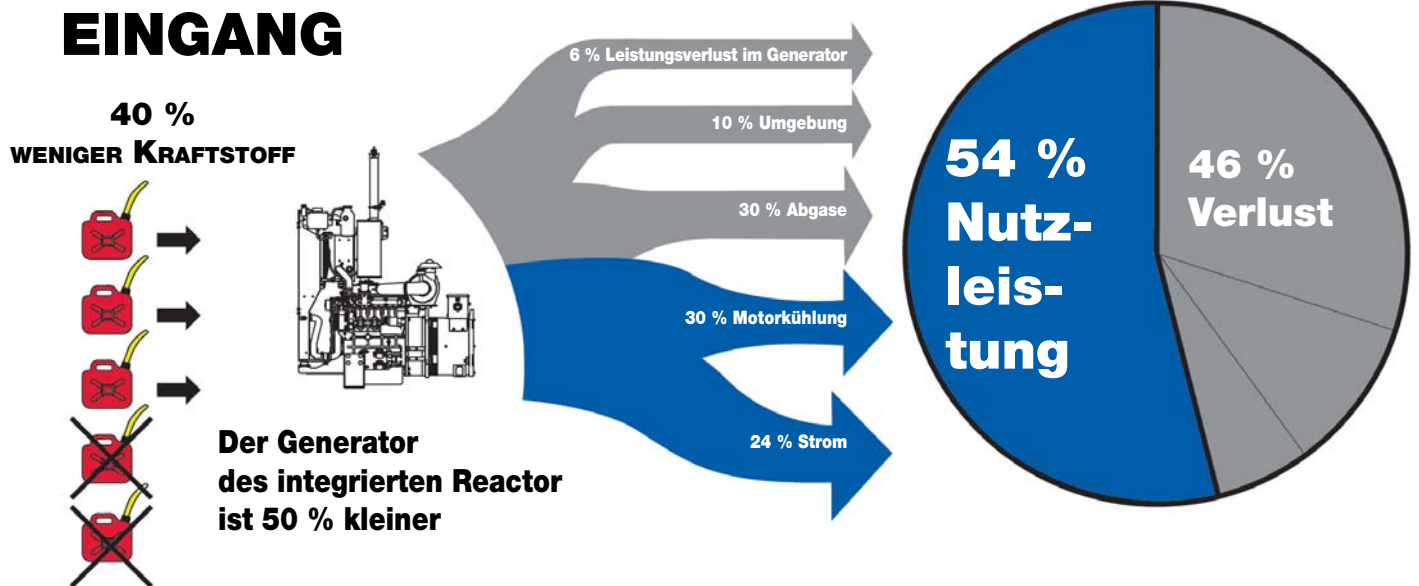 EINGANG
40 %
WENIGER KRAFTSTOFF
Der Generator
des integrierten Reactor
ist 50 % kleiner
6 % Leistungsverlust im Generator
10 % Umgebung
30 % Abgase
30 % Motorkühlung
24 % Strom
54 %
Nutz-
leis-
tung
46 %
Verlust